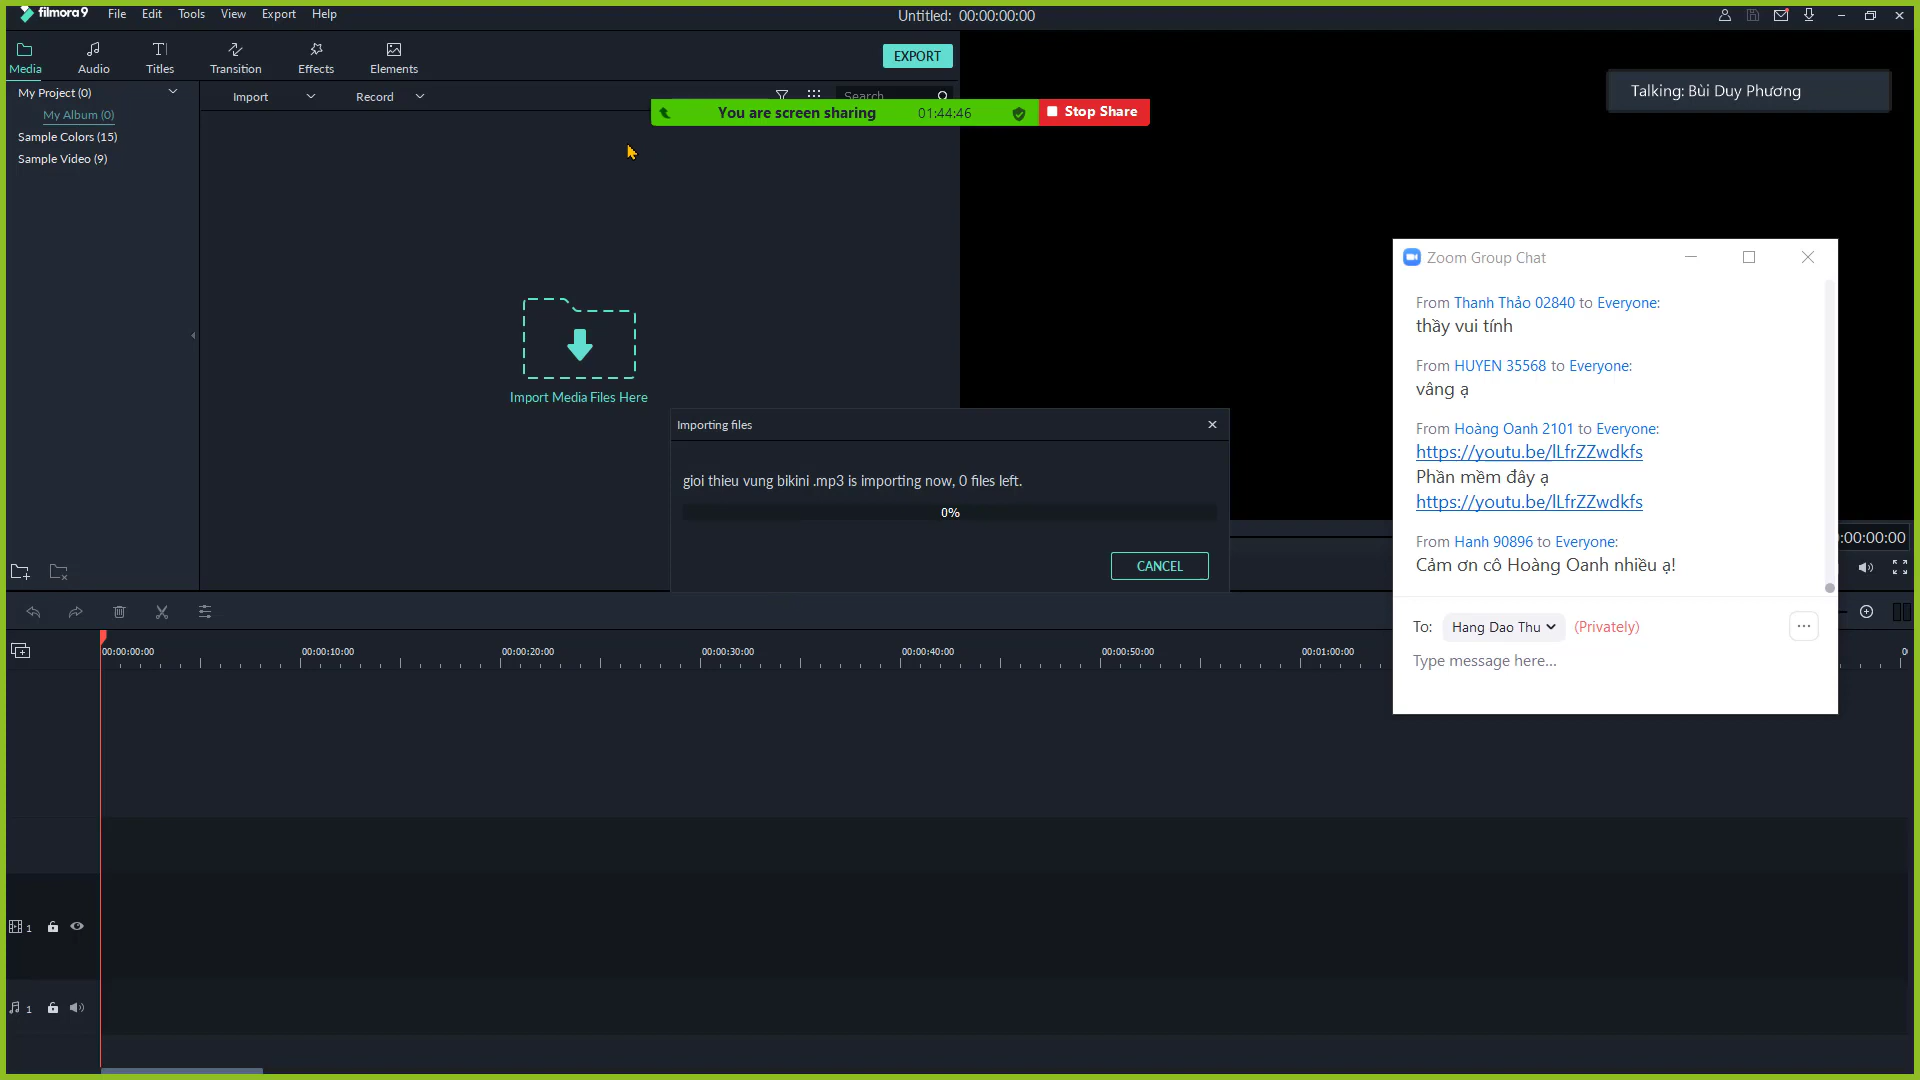 filmora9 File Edit Tools View Export Help
Untitled: 00:00:00:00
Media Audio Titles Transition Effects Elements
EXPORT
My Project (0)
My Album (0)
Sample Colors (15)
Sample Video (9)
Import Record Search
You are screen sharing 01:44:46 Stop Share
Talking: Bùi Duy Phương
Import Media Files Here
Importing files
gioi thieu vung bikini .mp3 is importing now, 0 files left.
0%
CANCEL
Zoom Group Chat
From Thanh Thảo 02840 to Everyone:
thầy vui tính
From HUYEN 35568 to Everyone:
vâng ạ
From Hoàng Oanh 2101 to Everyone:
https://youtu.be/lLfrZZwdkfs
Phần mềm đây ạ
https://youtu.be/lLfrZZwdkfs
From Hanh 90896 to Everyone:
Cảm ơn cô Hoàng Oanh nhiều ạ!
To: Hang Dao Thu (Privately)
Type message here...
:00:00:00
00:00:00:00 00:00:10:00 00:00:20:00 00:00:30:00 00:00:40:00 00:00:50:00 00:01:00:00 0
1
1